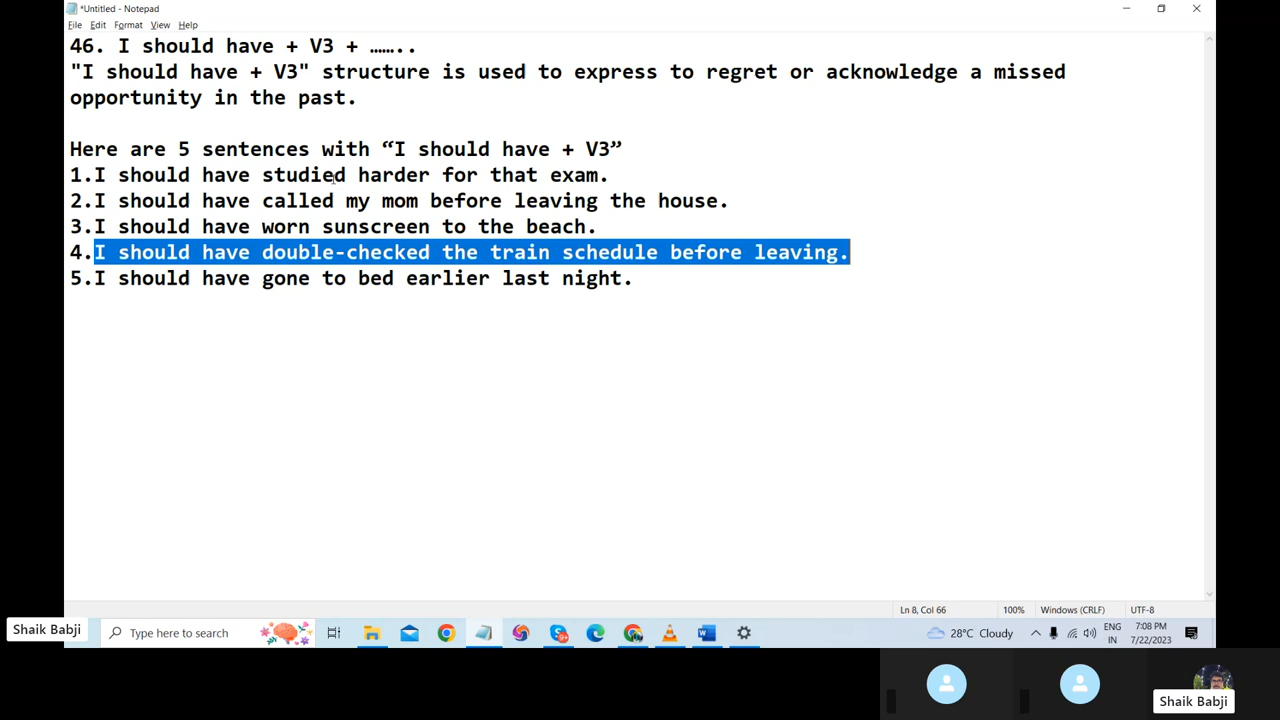 *Untitled - Notepad
File Edit Format View Help
46. I should have + V3 + ……..
"I should have + V3" structure is used to express to regret or acknowledge a missed
opportunity in the past.
Here are 5 sentences with “I should have + V3”
1.I should have studied harder for that exam.
2.I should have called my mom before leaving the house.
3.I should have worn sunscreen to the beach.
4.I should have double-checked the train schedule before leaving.
5.I should have gone to bed earlier last night.
Ln 8, Col 66 100% Windows (CRLF) UTF-8
Shaik Babji
Type here to search
28°C Cloudy
ENG
IN
7:08 PM
7/22/2023
Shaik Babji